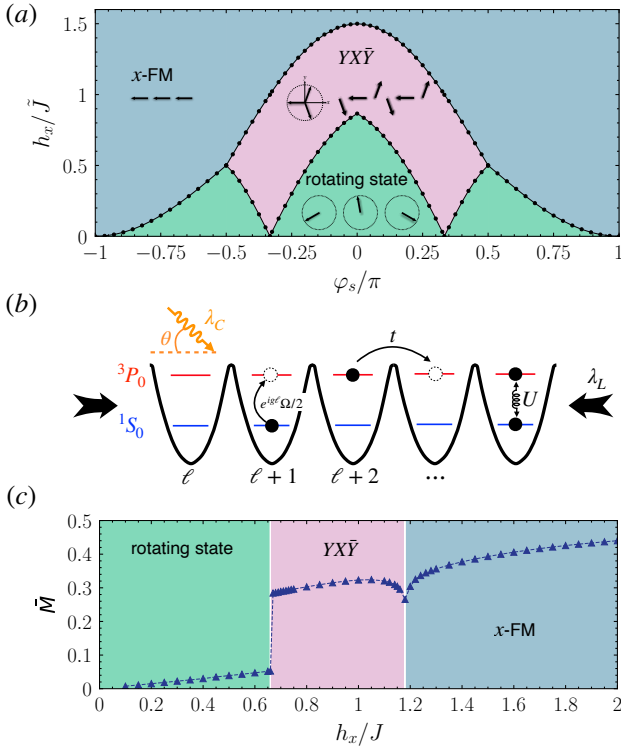 (a)
1.5
1.0
0.5
0
h_x/J̃
x-FM
YXȲ
rotating state
y
x
−1 −0.75 −0.5 −0.25 0 0.25 0.5 0.75 1
φ_s/π
(b)
λ_C
θ
t
³P₀
e^{igℓ}Ω/2
U
λ_L
¹S₀
ℓ ℓ + 1 ℓ + 2 ...
(c)
0.5
0.4
0.3
0.2
0.1
0
M̄
rotating state
YXȲ
x-FM
0 0.2 0.4 0.6 0.8 1 1.2 1.4 1.6 1.8 2
h_x/J